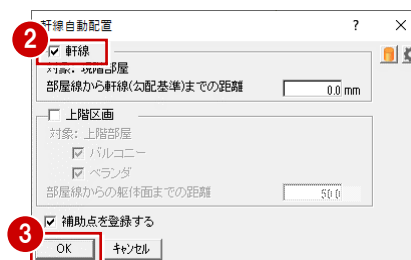 軒線自動配置 ? ×
2
軒線
対象: 現階部屋
部屋線から軒線(勾配基準)までの距離 0.0 mm
上階区画
対象: 上階部屋
バルコニー
ベランダ
部屋線からの躯体面までの距離 50.0
補助点を登録する
3
OK キャンセル